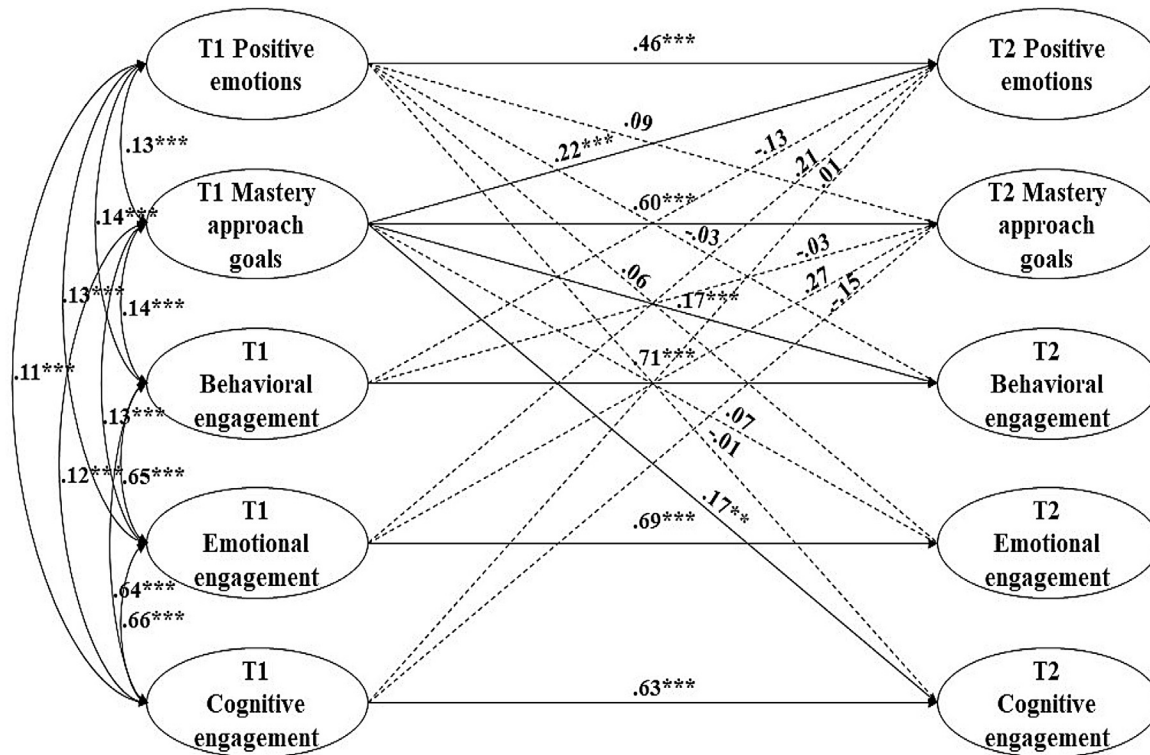 T1 Positive
emotions
T1 Mastery
approach
goals
T1
Behavioral
engagement
T1
Emotional
engagement
T1
Cognitive
engagement
T2 Positive
emotions
T2 Mastery
approach
goals
T2
Behavioral
engagement
T2
Emotional
engagement
T2
Cognitive
engagement
.13***
.14***
.13***
.14***
.11***
.13***
.12***
.65***
.64***
.66***
.46***
.09
.22***
-.13
.21
.01
.60***
-.03
-.03
.06
.27
-.15
.17***
.71***
.07
-.01
.17**
.69***
.63***